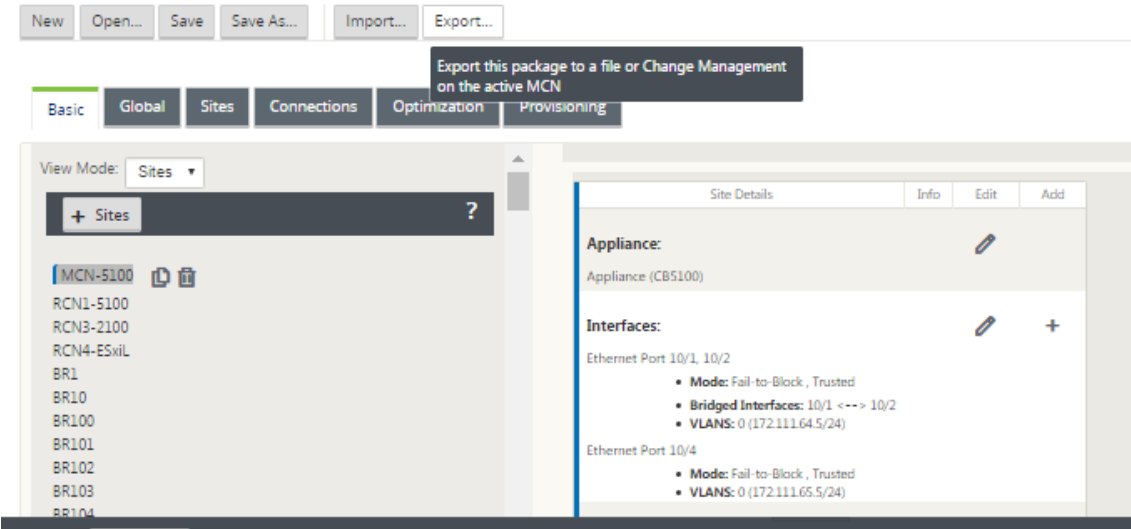 New Open... Save Save As... Import... Export...
Export this package to a file or Change Management
on the active MCN
Basic Global Sites Connections Optimization Provisioning
View Mode: Sites
+ Sites ?
MCN-5100
RCN1-5100
RCN3-2100
RCN4-ESxiL
BR1
BR10
BR100
BR101
BR102
BR103
BR104
Site Details Info Edit Add
Appliance:
Appliance (CB5100)
Interfaces: +
Ethernet Port 10/1, 10/2
• Mode: Fail-to-Block , Trusted
• Bridged Interfaces: 10/1 <--> 10/2
• VLANS: 0 (172.111.64.5/24)
Ethernet Port 10/4
• Mode: Fail-to-Block , Trusted
• VLANS: 0 (172.111.65.5/24)